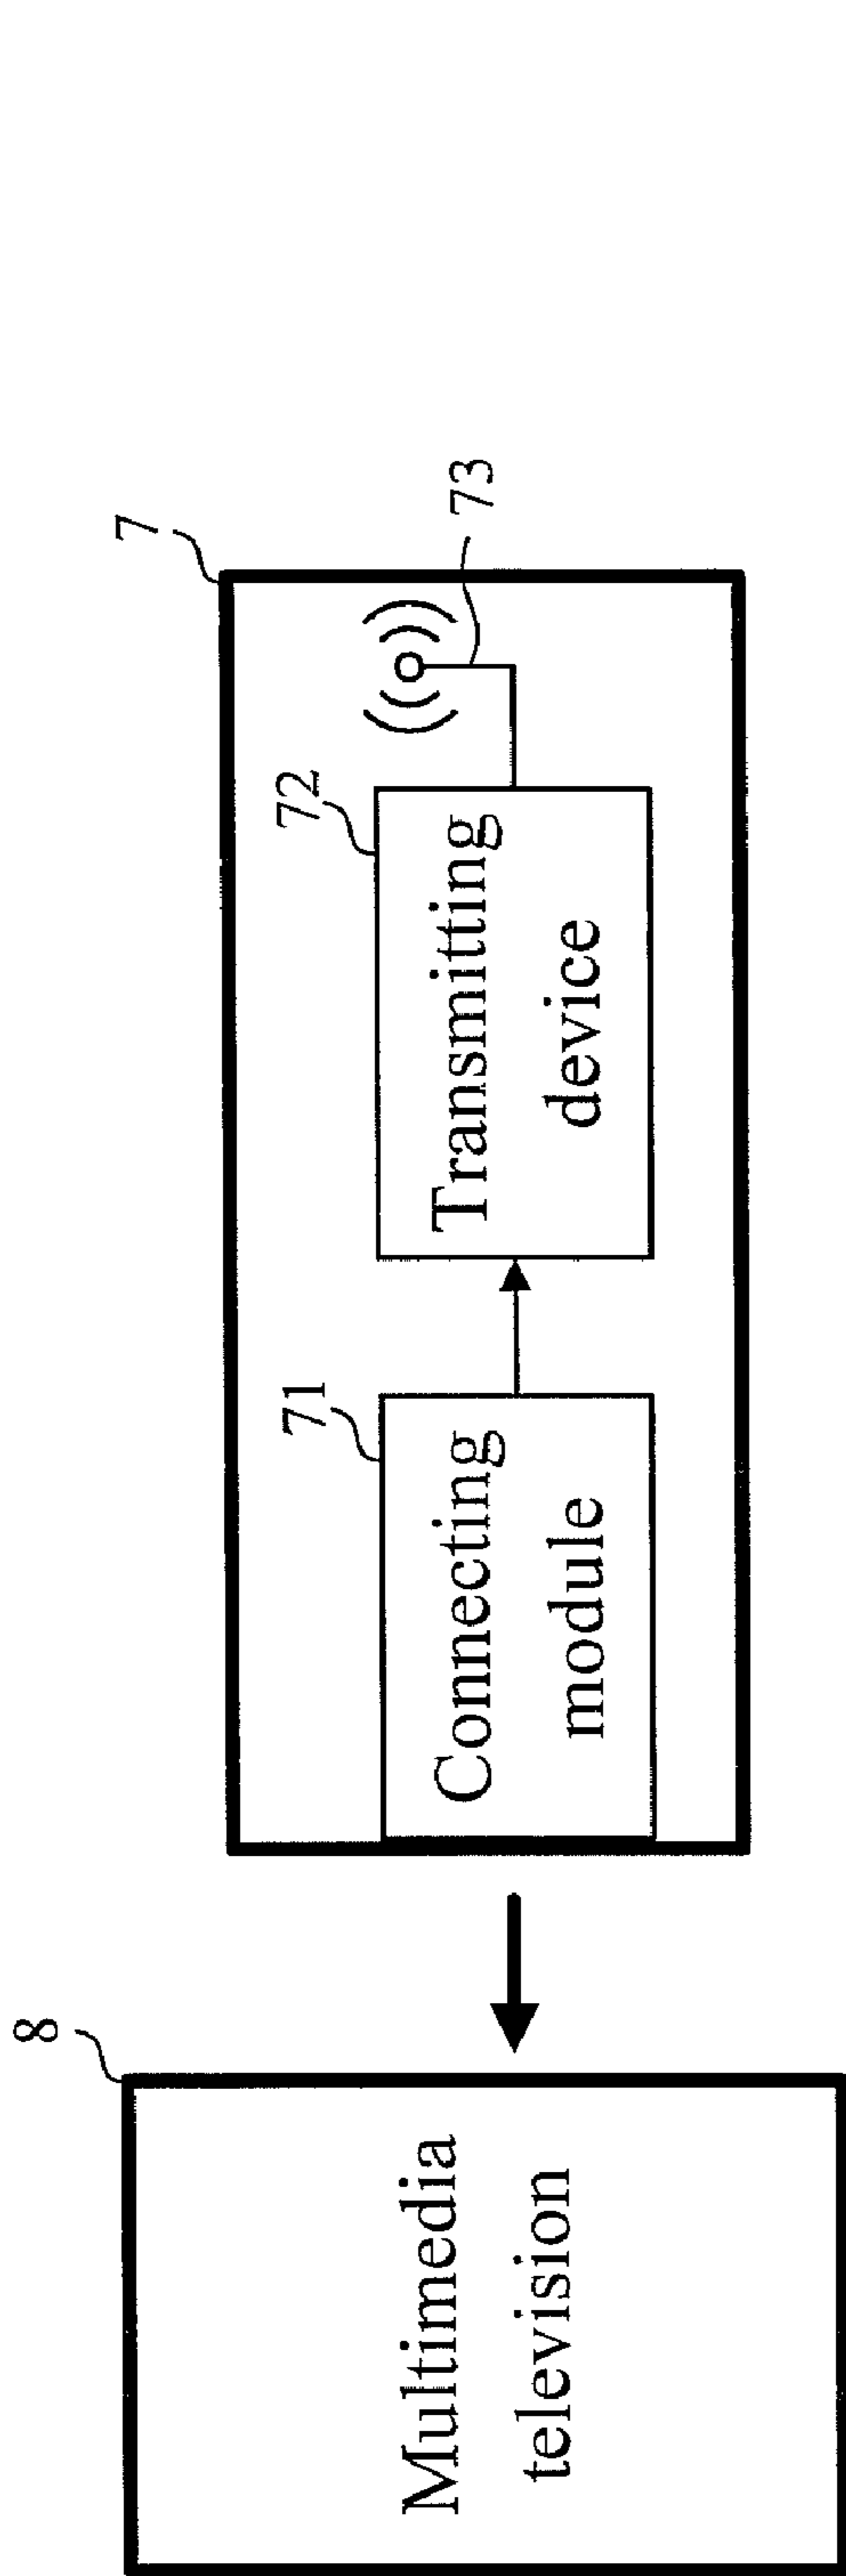 8
Multimedia
television
7
71
Connecting
module
72
Transmitting
device
73